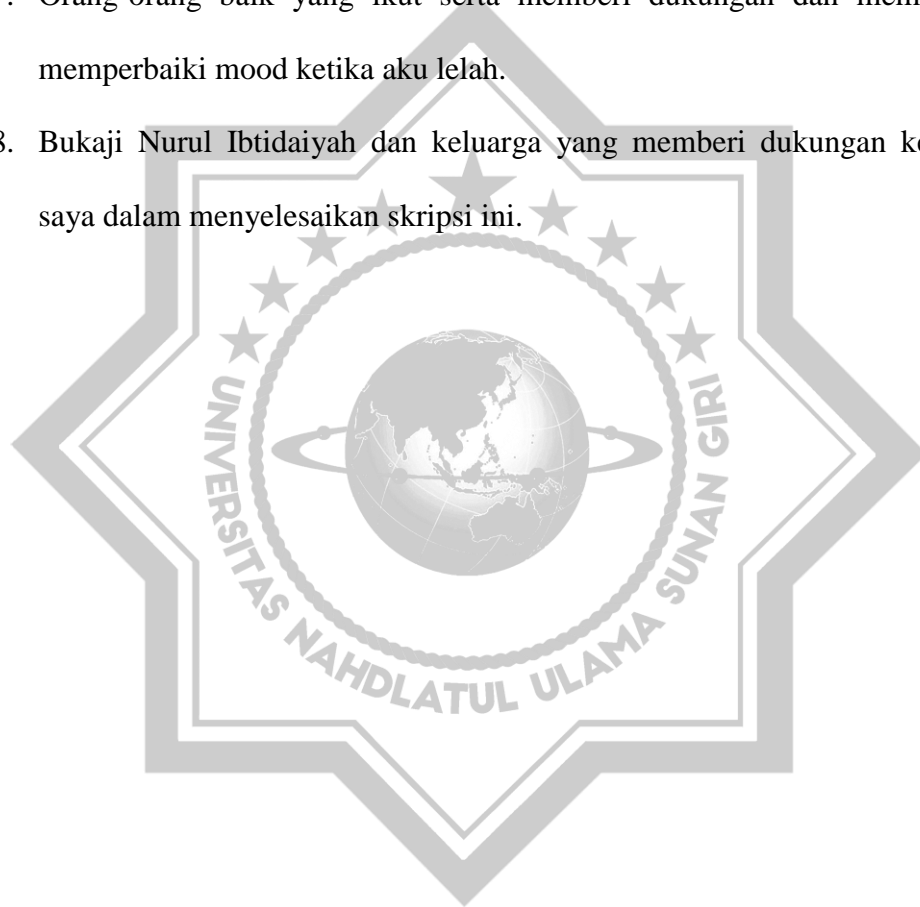 Orang-orang baik yang ikut serta memberi dukungan dan
memperbaiki mood ketika aku lelah.
8. Bukaji Nurul Ibtidaiyah dan keluarga yang memberi dukungan
saya dalam menyelesaikan skripsi ini.
UNIVERSITAS NAHDLATUL ULAMA SUNAN GIRI